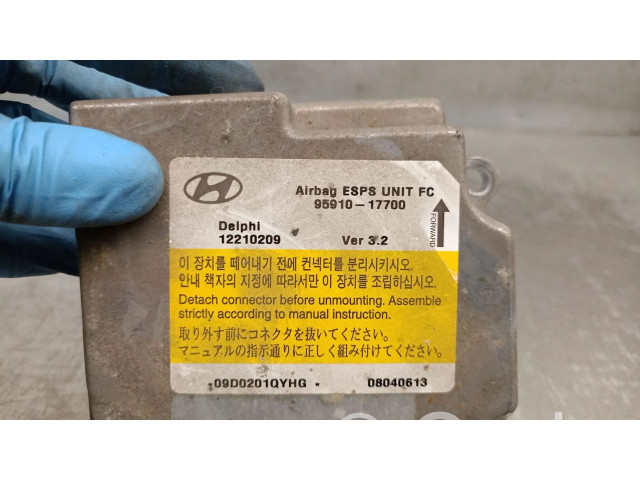 Airbag ESPS UNIT FC
95910-17700
FORWARD
Delphi
12210209 Ver 3.2
이 장치를 떼어내기 전에 컨넥터를 분리시키시오.
안내 책자의 지정에 따라서만 이 장치를 조립하십시오.
Detach connector before unmounting. Assemble
strictly according to manual instruction.
取り外す前にコネクタを抜いてください。
マニュアルの指示通りに正しく組み付けてください。
*09D0201QYHG * 08040613